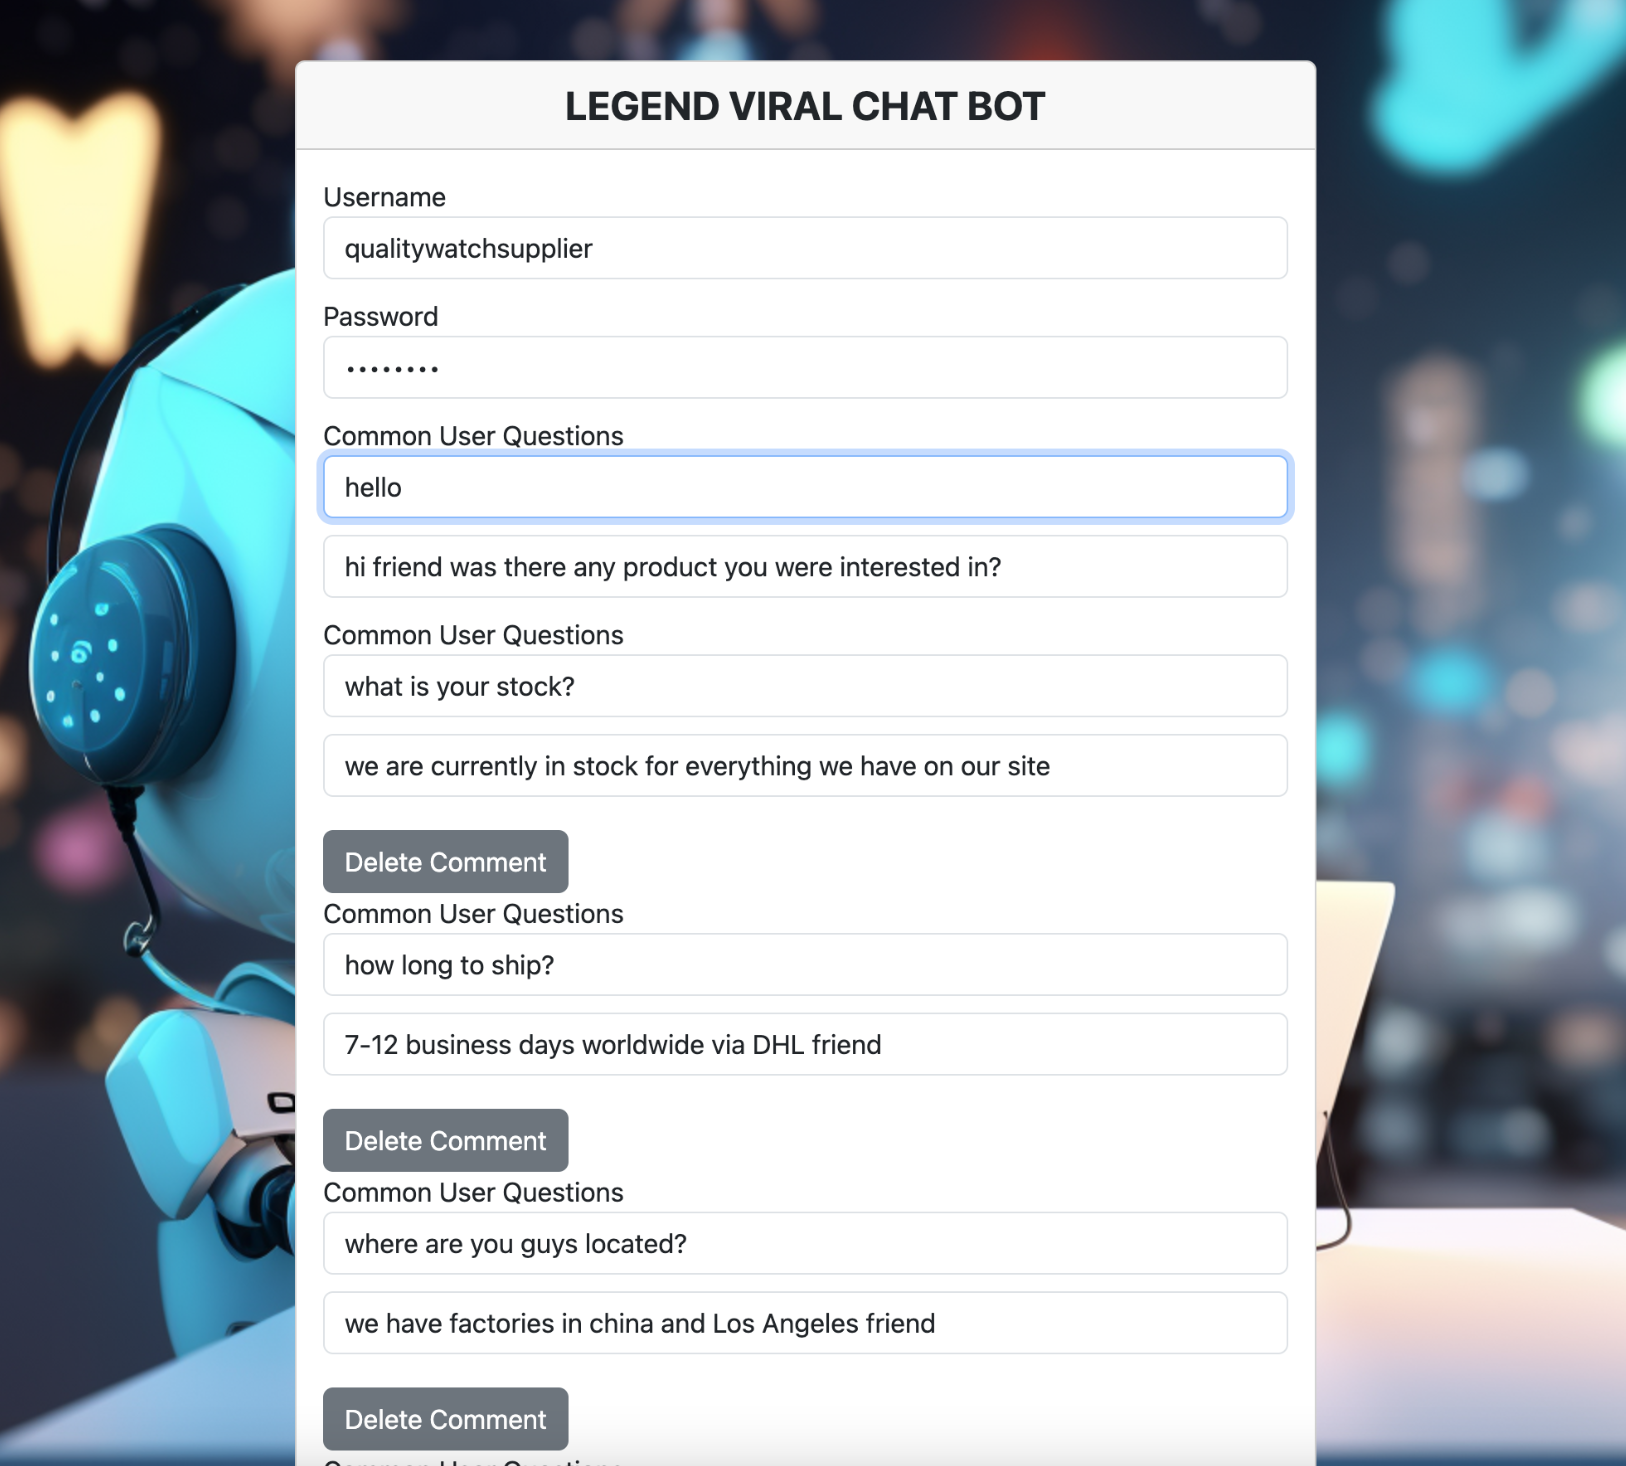 LEGEND VIRAL CHAT BOT
Username
qualitywatchsupplier
Password
••••••••
Common User Questions
hello
hi friend was there any product you were interested in?
Common User Questions
what is your stock?
we are currently in stock for everything we have on our site
Delete Comment
Common User Questions
how long to ship?
7-12 business days worldwide via DHL friend
Delete Comment
Common User Questions
where are you guys located?
we have factories in china and Los Angeles friend
Delete Comment